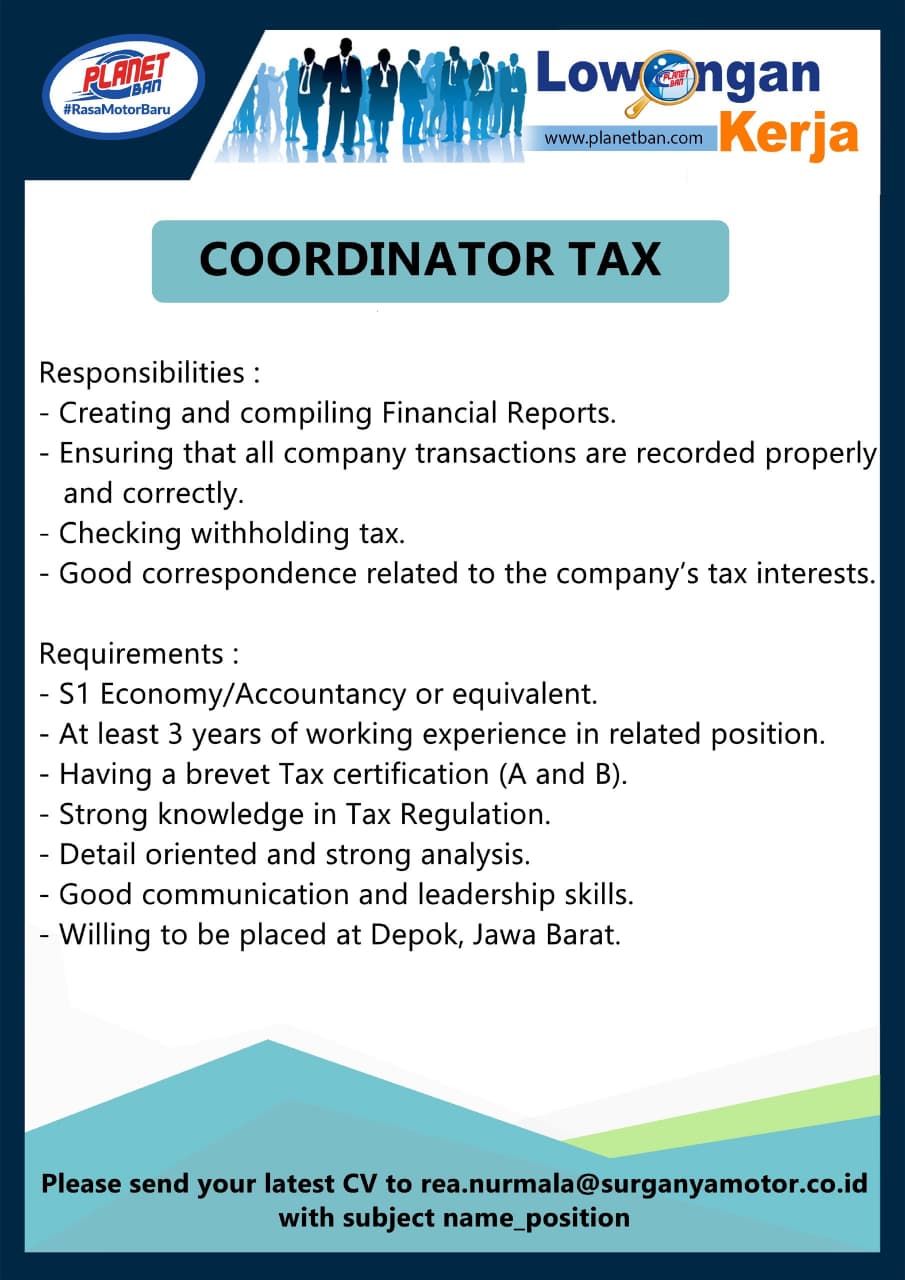 PLANET
BAN
#RasaMotorBaru
Lowongan
PLANET
BAN
www.planetban.com
Kerja
COORDINATOR TAX
Responsibilities :
- Creating and compiling Financial Reports.
- Ensuring that all company transactions are recorded properly
and correctly.
- Checking withholding tax.
- Good correspondence related to the company’s tax interests.
Requirements :
- S1 Economy/Accountancy or equivalent.
- At least 3 years of working experience in related position.
- Having a brevet Tax certification (A and B).
- Strong knowledge in Tax Regulation.
- Detail oriented and strong analysis.
- Good communication and leadership skills.
- Willing to be placed at Depok, Jawa Barat.
Please send your latest CV to rea.nurmala@surganyamotor.co.id
with subject name_position